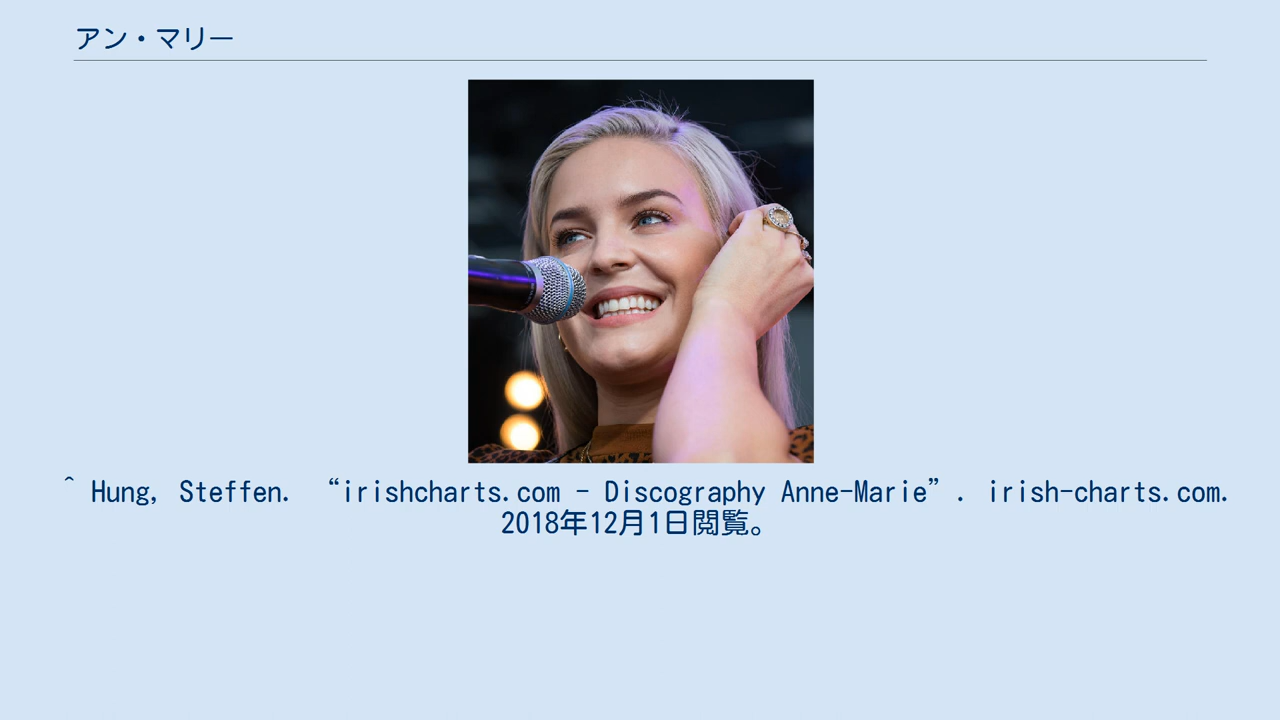 アン・マリー
^ Hung, Steffen. “irishcharts.com - Discography Anne-Marie”. irish-charts.com.
2018年12月1日閲覧。